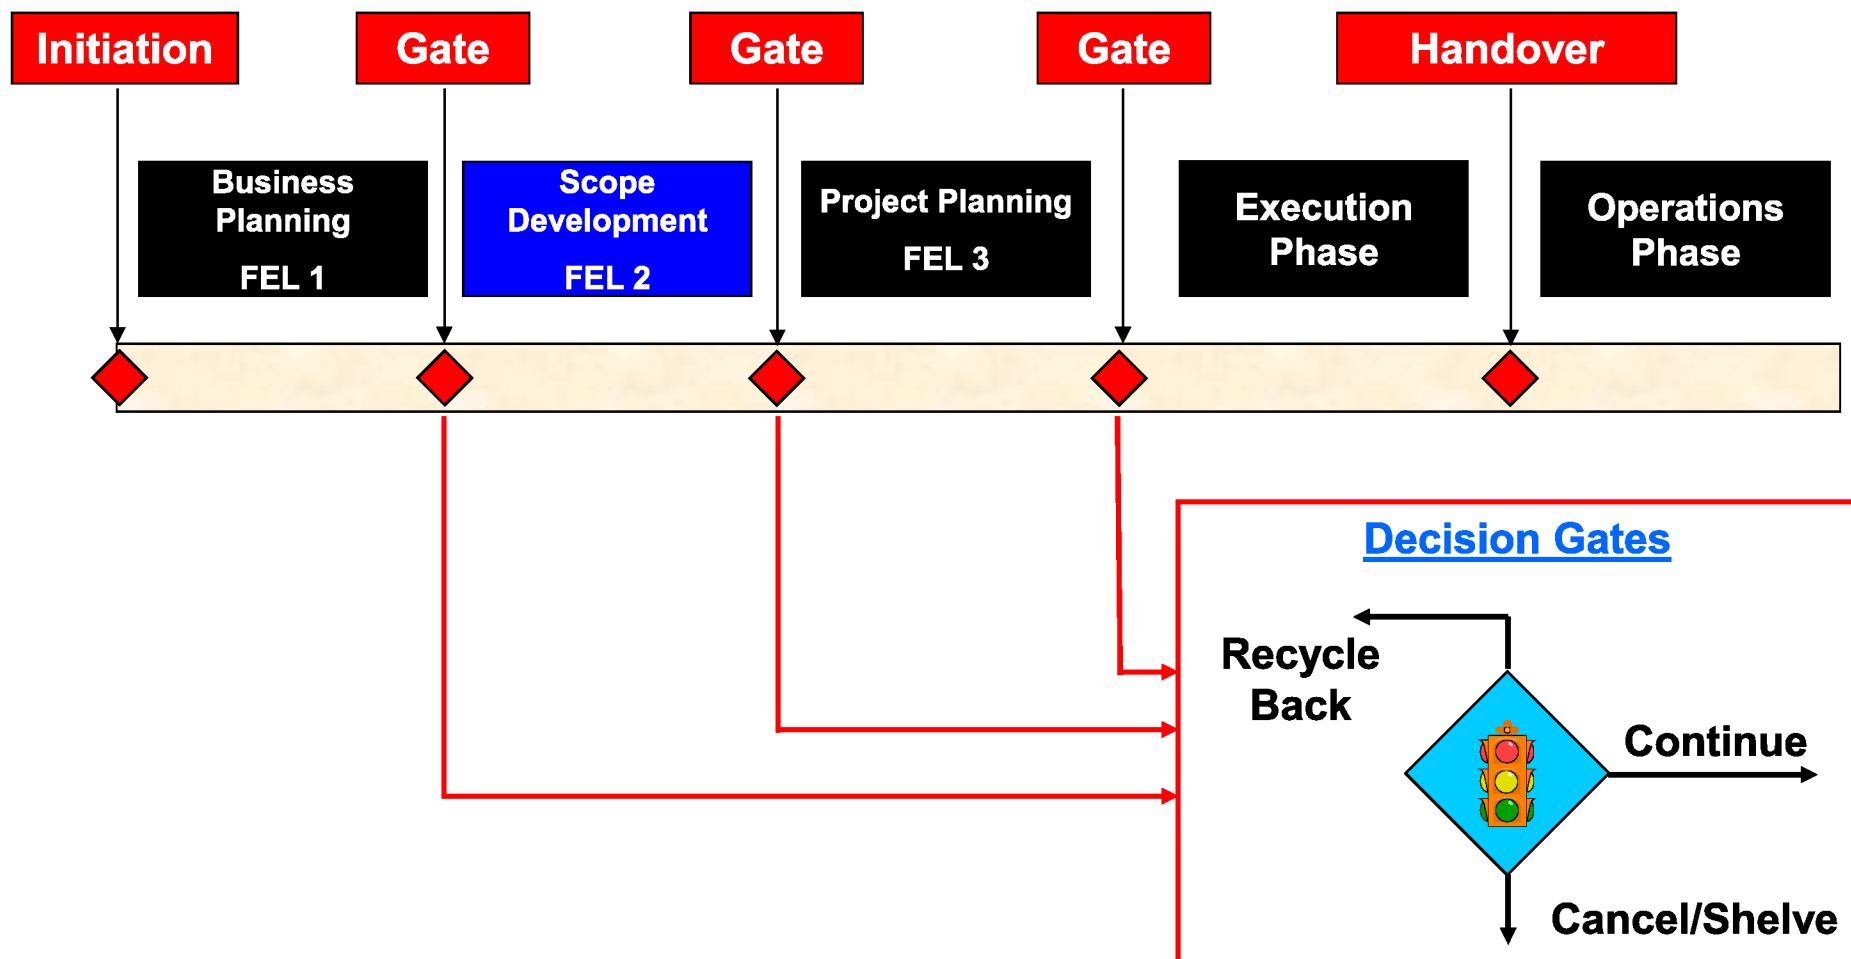 Initiation
Gate
Gate
Gate
Handover
Business
Planning
FEL 1
Scope
Development
FEL 2
Project Planning
FEL 3
Execution
Phase
Operations
Phase
Decision Gates
Recycle
Back
Continue
Cancel/Shelve